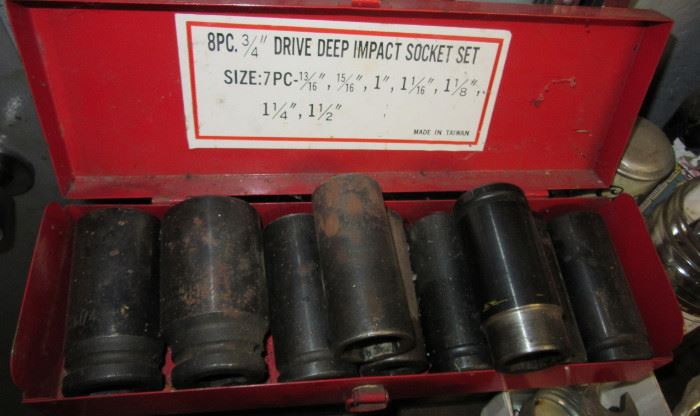 8PC. 3/4" DRIVE DEEP IMPACT SOCKET SET
SIZE:7PC-13/16", 15/16", 1", 1 1/16", 1 1/8",
1 1/4", 1 1/2"
MADE IN TAIWAN